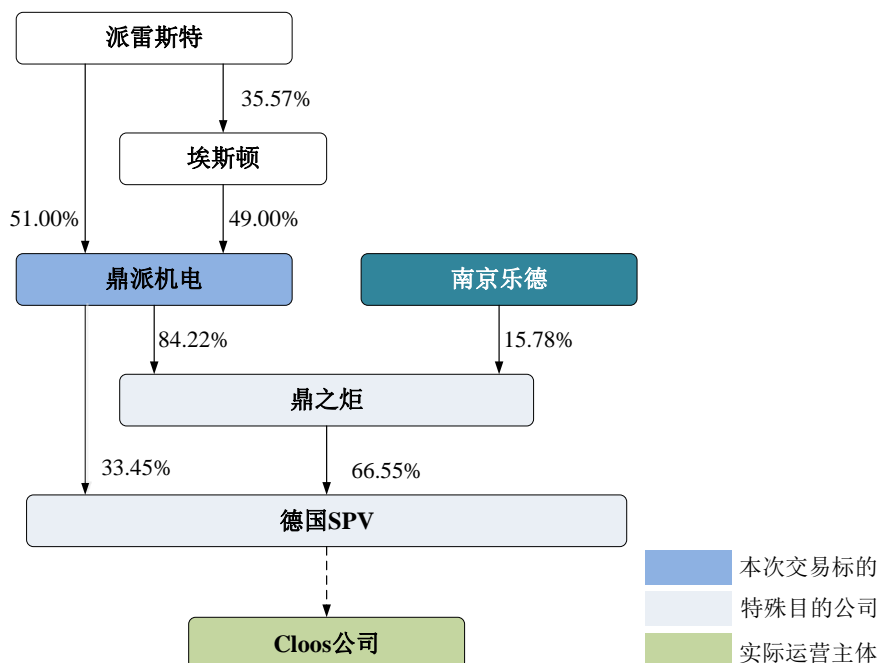 派雷斯特
35.57%
埃斯顿
51.00%
49.00%
鼎派机电
南京乐德
84.22%
15.78%
鼎之炬
33.45%
66.55%
德国SPV
本次交易标的
特殊目的公司
Cloos公司
实际运营主体